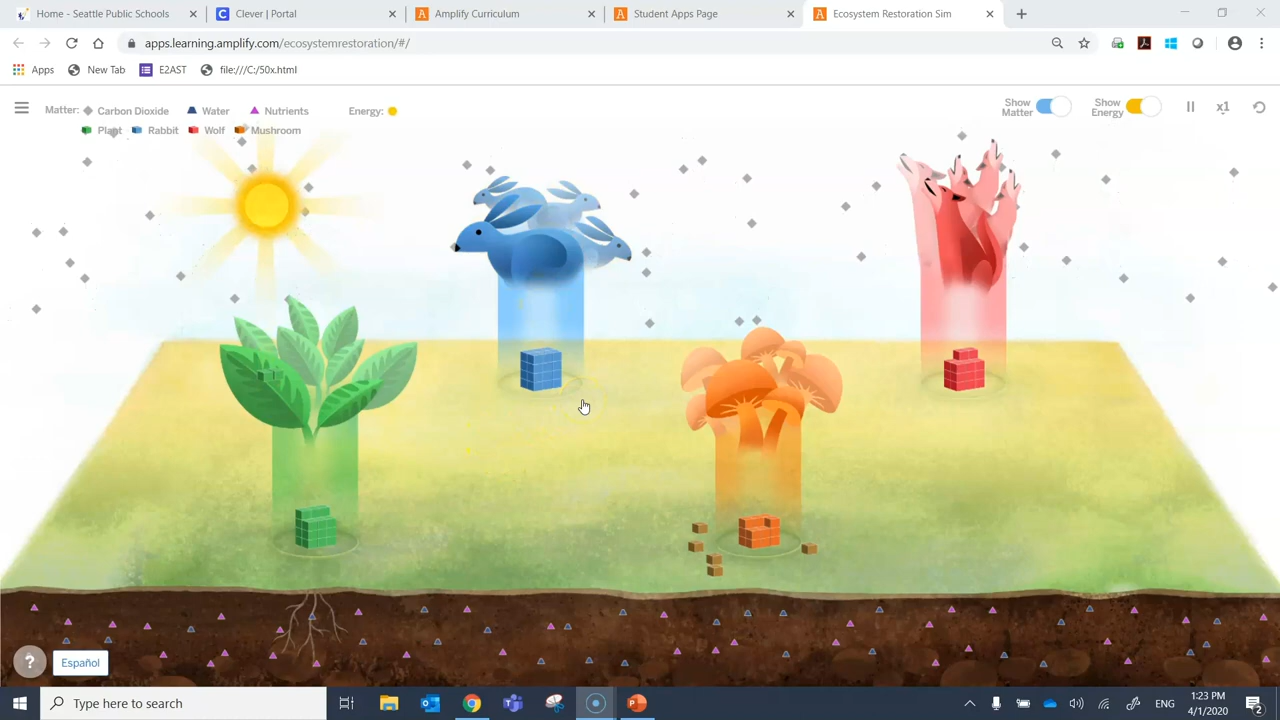 Home - Seattle Public Schools
Clever | Portal
Amplify Curriculum
Student Apps Page
Ecosystem Restoration Sim
apps.learning.amplify.com/ecosystemrestoration/#/
Apps New Tab E2AST file:///C:/50x.html
Matter: Carbon Dioxide Water Nutrients Energy:
Plant Rabbit Wolf Mushroom
Show Matter
Show Energy
x1
?
Español
Type here to search
ENG
1:23 PM
4/1/2020
2